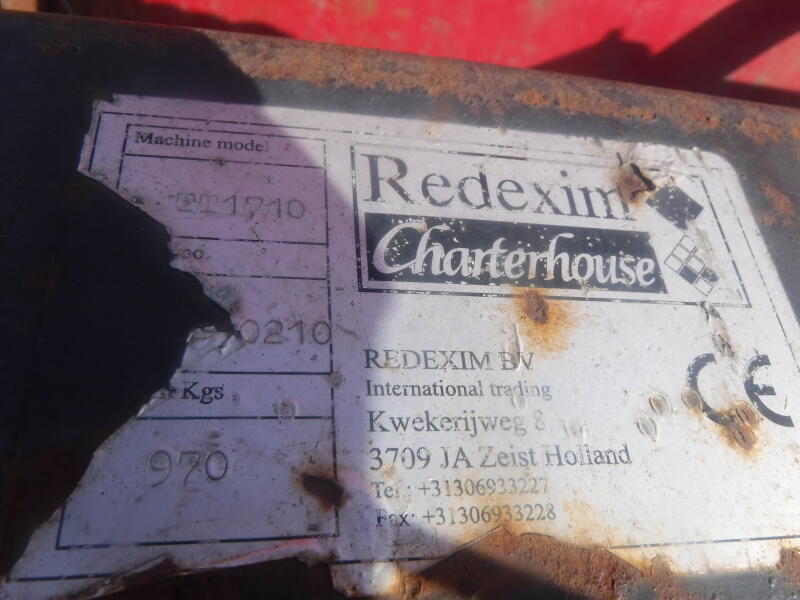 Machine model
TT1710
0210
Kgs
970
Redexim
Charterhouse
REDEXIM BV
International trading
Kwekerijweg 8
3709 JA Zeist Holland
Tel.: +31306933227
Fax: +31306933228
CE